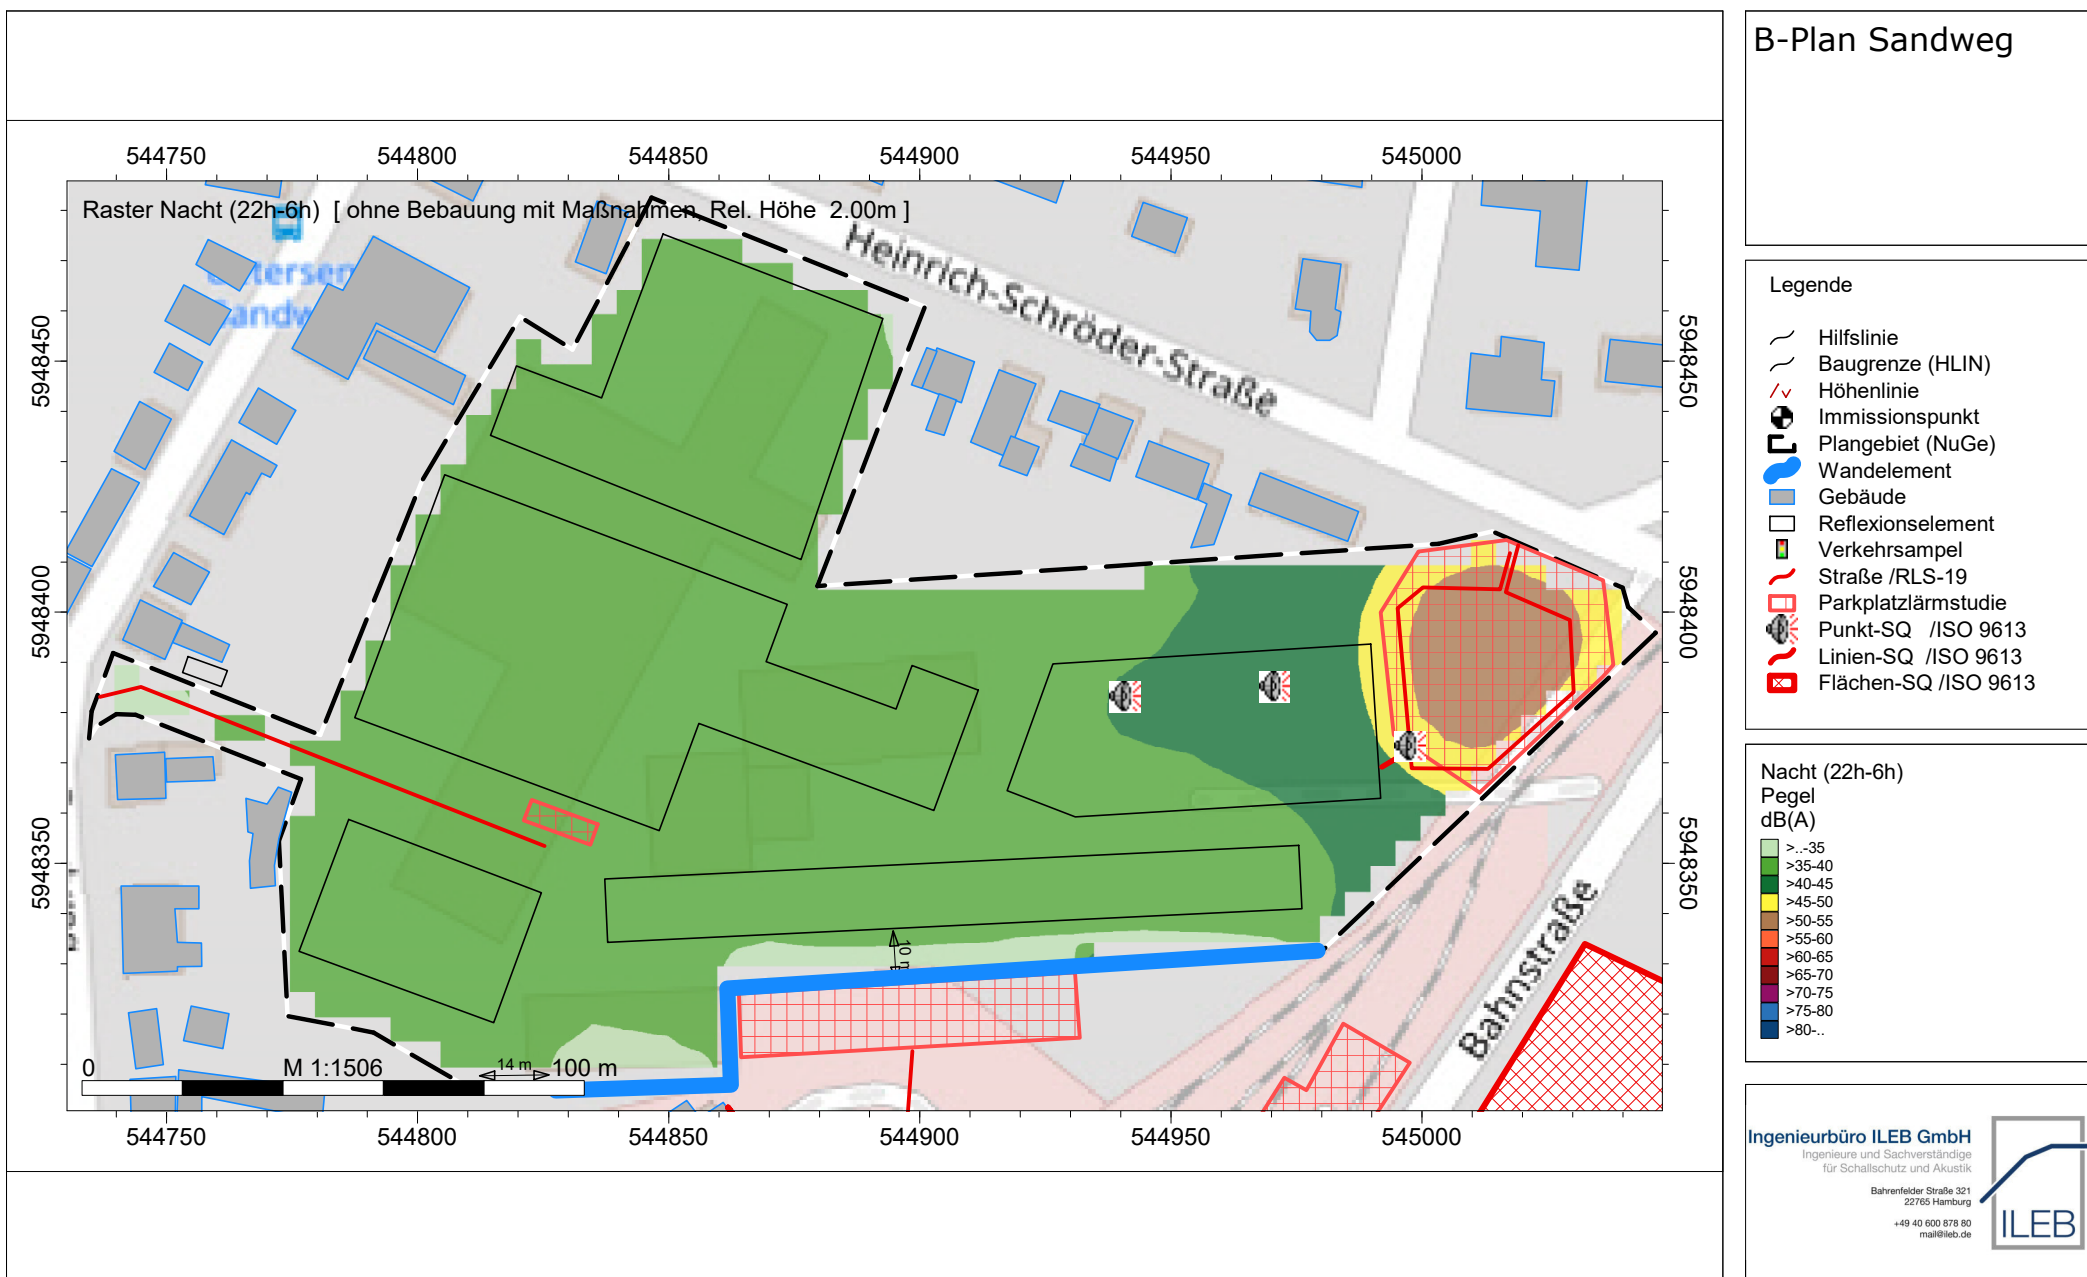 B-Plan Sandweg
544750 544800 544850 544900 544950 545000
Raster Nacht (22h-6h) [ ohne Bebauung mit Maßnahmen, Rel. Höhe 2.00m ]
Heinrich-Schröder-Straße
5948450
5948400
5948350
5948450
5948400
5948350
10 m
Bahnstraße
0 M 1:1506 14 m 100 m
544750 544800 544850 544900 544950 545000
Legende
Hilfslinie
Baugrenze (HLIN)
Höhenlinie
Immissionspunkt
Plangebiet (NuGe)
Wandelement
Gebäude
Reflexionselement
Verkehrsampel
Straße /RLS-19
Parkplatzlärmstudie
Punkt-SQ /ISO 9613
Linien-SQ /ISO 9613
Flächen-SQ /ISO 9613
Nacht (22h-6h)
Pegel
dB(A)
>..-35
>35-40
>40-45
>45-50
>50-55
>55-60
>60-65
>65-70
>70-75
>75-80
>80-..
Ingenieurbüro ILEB GmbH
Ingenieure und Sachverständige
für Schallschutz und Akustik
Bahrenfelder Straße 321
22765 Hamburg
+49 40 600 878 80
mail@ileb.de
ILEB